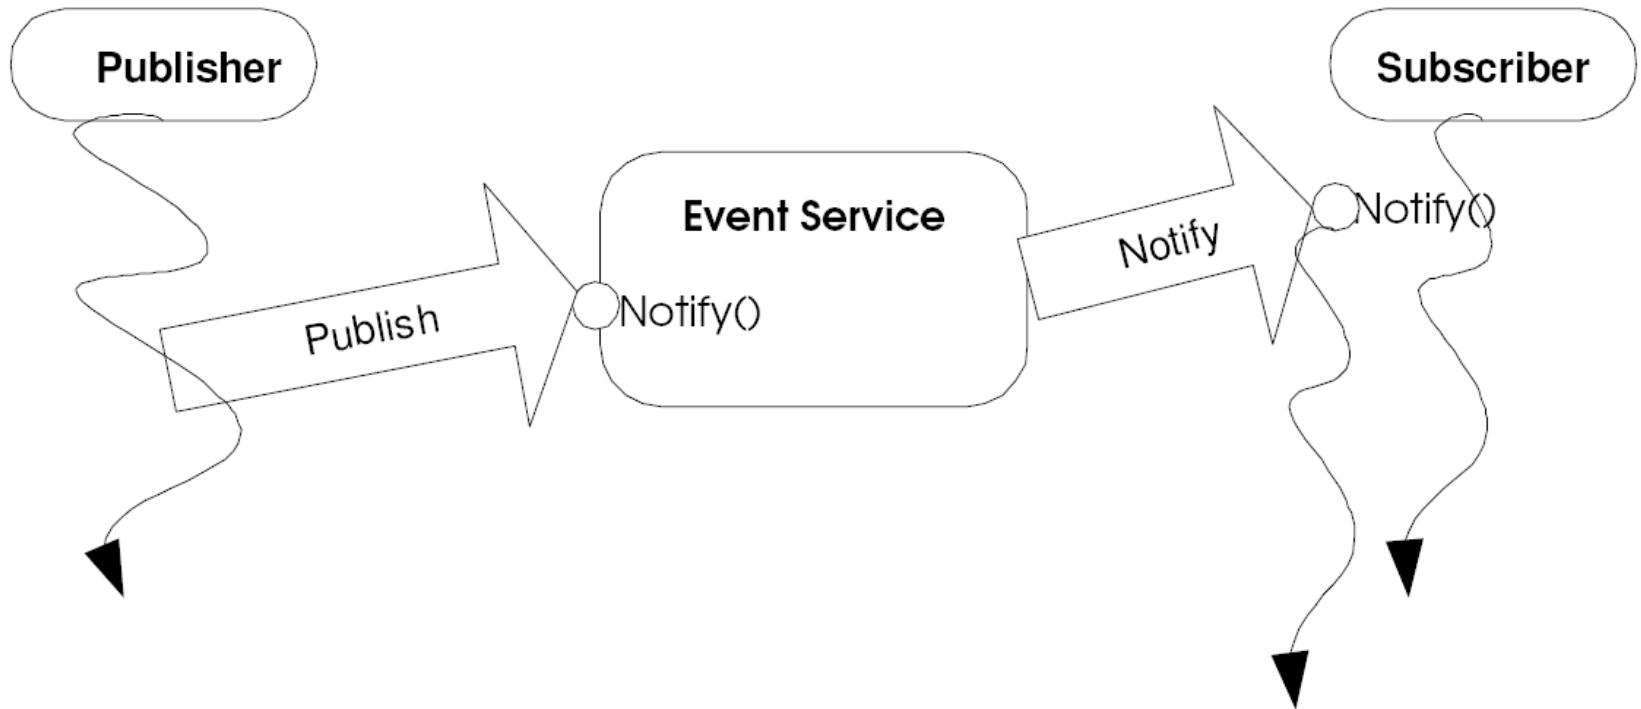 Publisher
Subscriber
Event Service
Notify
Notify()
Publish
Notify()